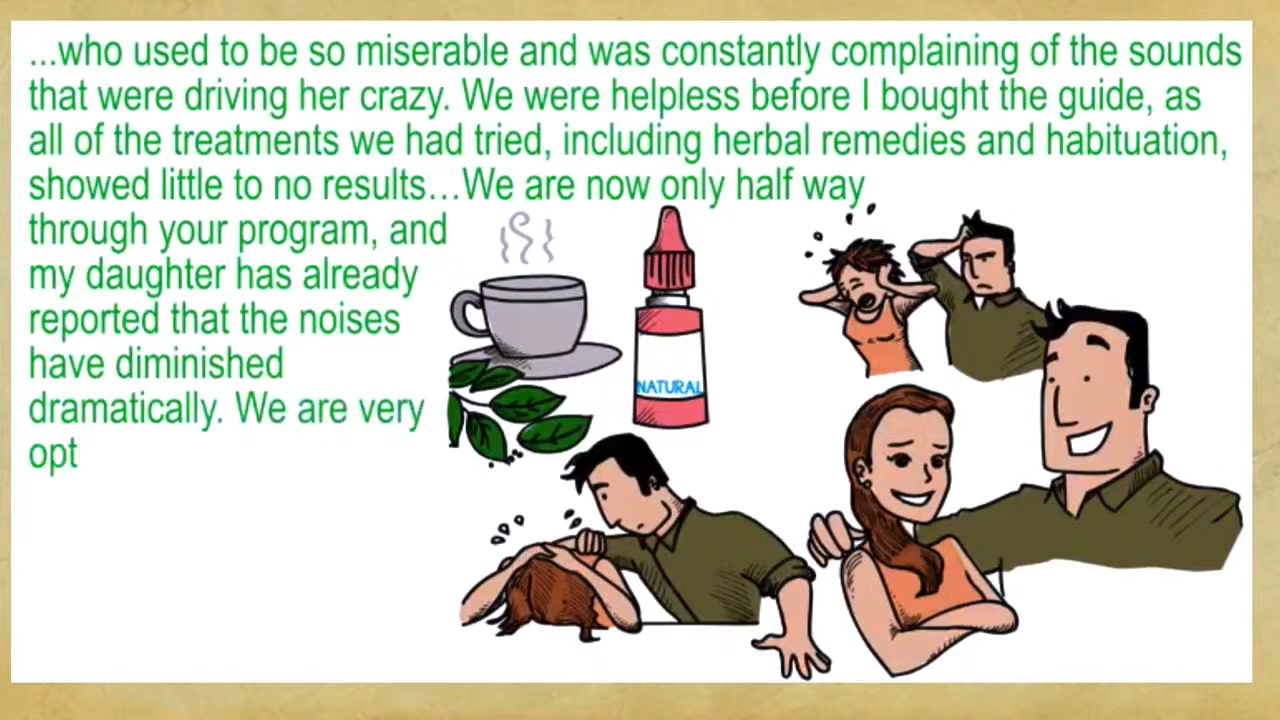 ...who used to be so miserable and was constantly complaining of the sounds
that were driving her crazy. We were helpless before I bought the guide, as
all of the treatments we had tried, including herbal remedies and habituation,
showed little to no results...We are now only half way
through your program, and
my daughter has already
reported that the noises
have diminished
dramatically. We are very
opt
NATURAL